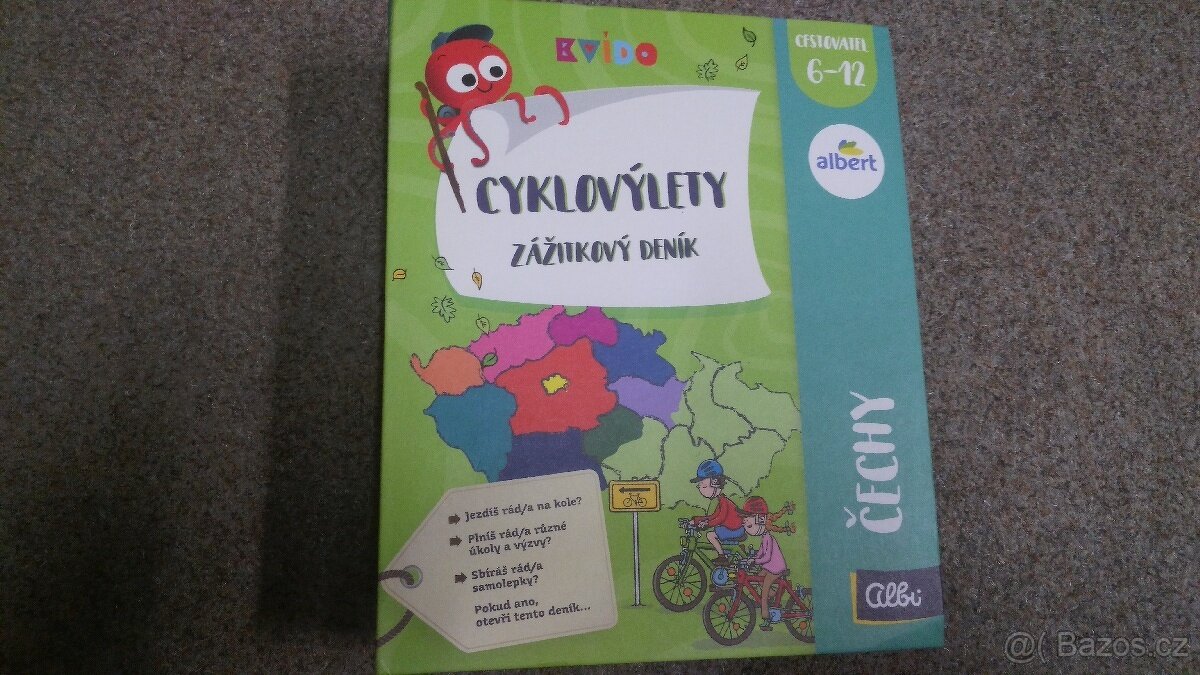 KVÍDO
CESTOVATEL
6-12
albert
CYKLOVÝLETY
ZÁŽITKOVÝ DENÍK
ČECHY
Jezdíš rád/a na kole?
Plníš rád/a různé
úkoly a výzvy?
Sbíráš rád/a
samolepky?
Pokud ano,
otevři tento deník...
albi
@( Bazos.cz